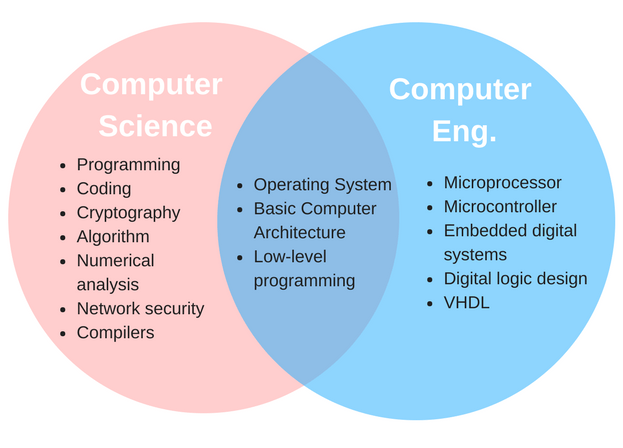 Computer
Science
• Programming
• Coding
• Cryptography
• Algorithm
• Numerical
analysis
• Network security
• Compilers
• Operating System
• Basic Computer
Architecture
• Low-level
programming
Computer
Eng.
• Microprocessor
• Microcontroller
• Embedded digital
systems
• Digital logic design
• VHDL